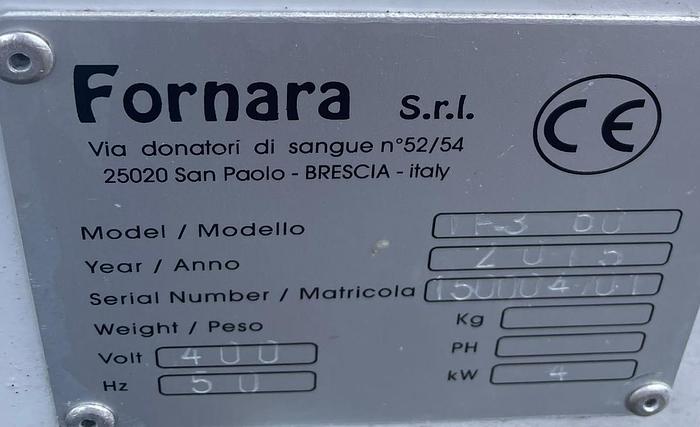 Fornara S.r.l.
Via donatori di sangue n°52/54
25020 San Paolo - BRESCIA - italy
CE
Model / Modello
Year / Anno 2015
Serial Number / Matricola
Weight / Peso Kg
Volt 400 PH
Hz 50 kW 4